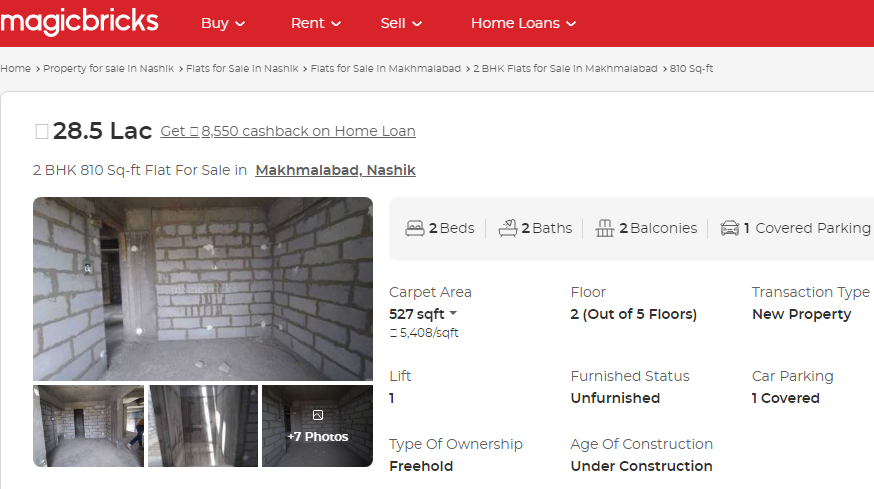 magicbricks
Buy Rent Sell Home Loans
Home > Property for sale in Nashik > Flats for Sale in Nashik > Flats for Sale in Makhmalabad > 2 BHK Flats for Sale in Makhmalabad > 810 Sq-ft
28.5 Lac Get 8,550 cashback on Home Loan
2 BHK 810 Sq-ft Flat For Sale in Makhmalabad, Nashik
2 Beds 2 Baths 2 Balconies 1 Covered Parking
Carpet Area Floor Transaction Type
527 sqft 2 (Out of 5 Floors) New Property
5,408/sqft
Lift Furnished Status Car Parking
1 Unfurnished 1 Covered
+7 Photos
Type Of Ownership Age Of Construction
Freehold Under Construction